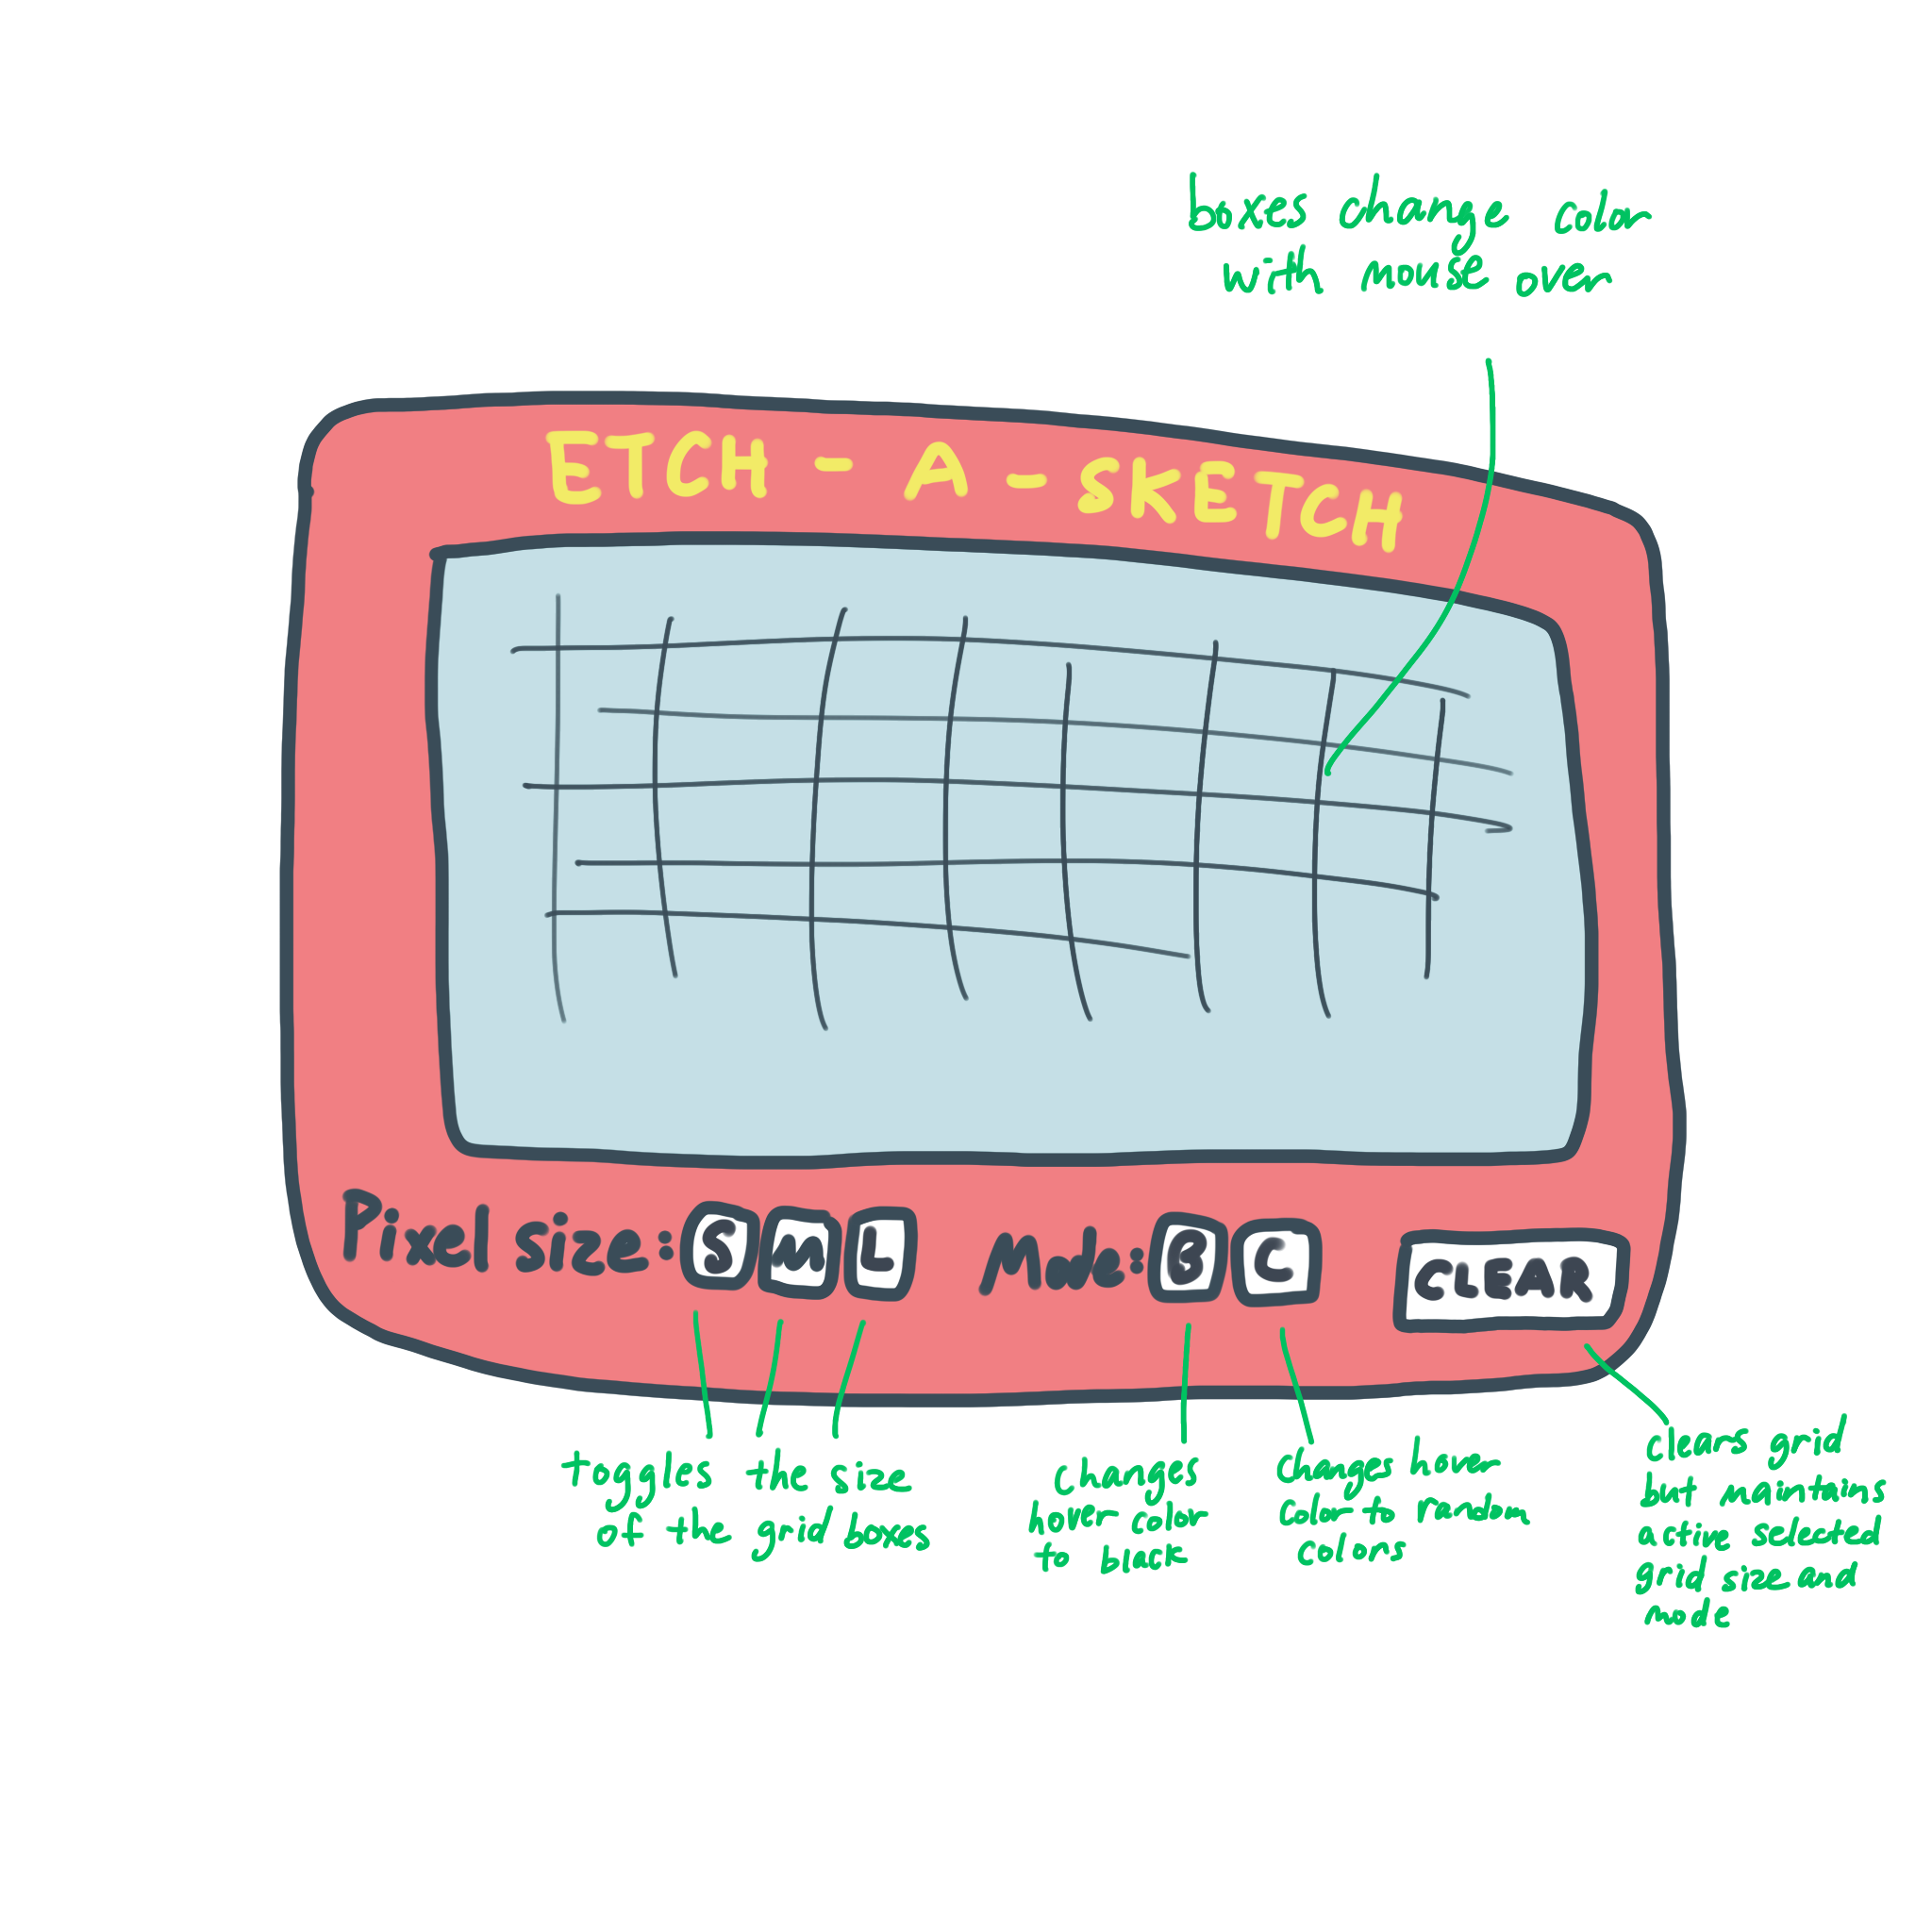 boxes change color
with mouse over
ETCH - A - SKETCH
Pixel size: S M L Mode: B C CLEAR
toggles the size
of the grid boxes
changes
hover color
to black
changes hover
color to random
colors
clears grid
but maintains
active selected
grid size and
mode